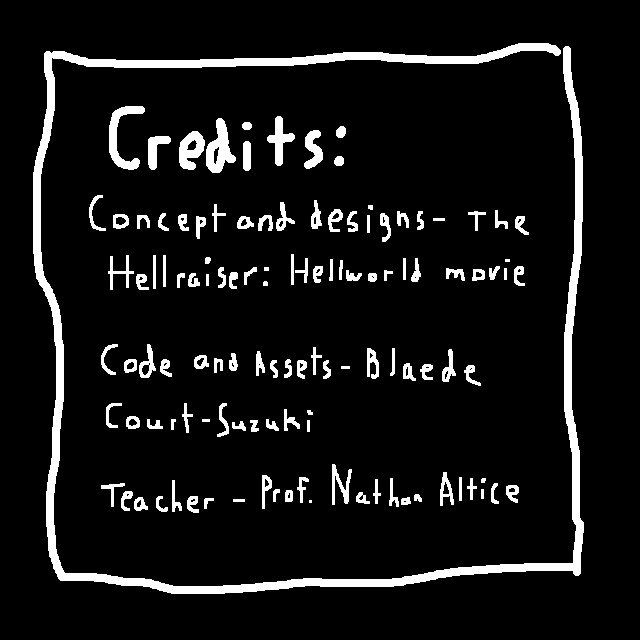 Credits:
Concept and designs- The
Hellraiser: Hellworld movie
Code and Assets- Blaede
Court-Suzuki
Teacher - Prof. Nathan Altice